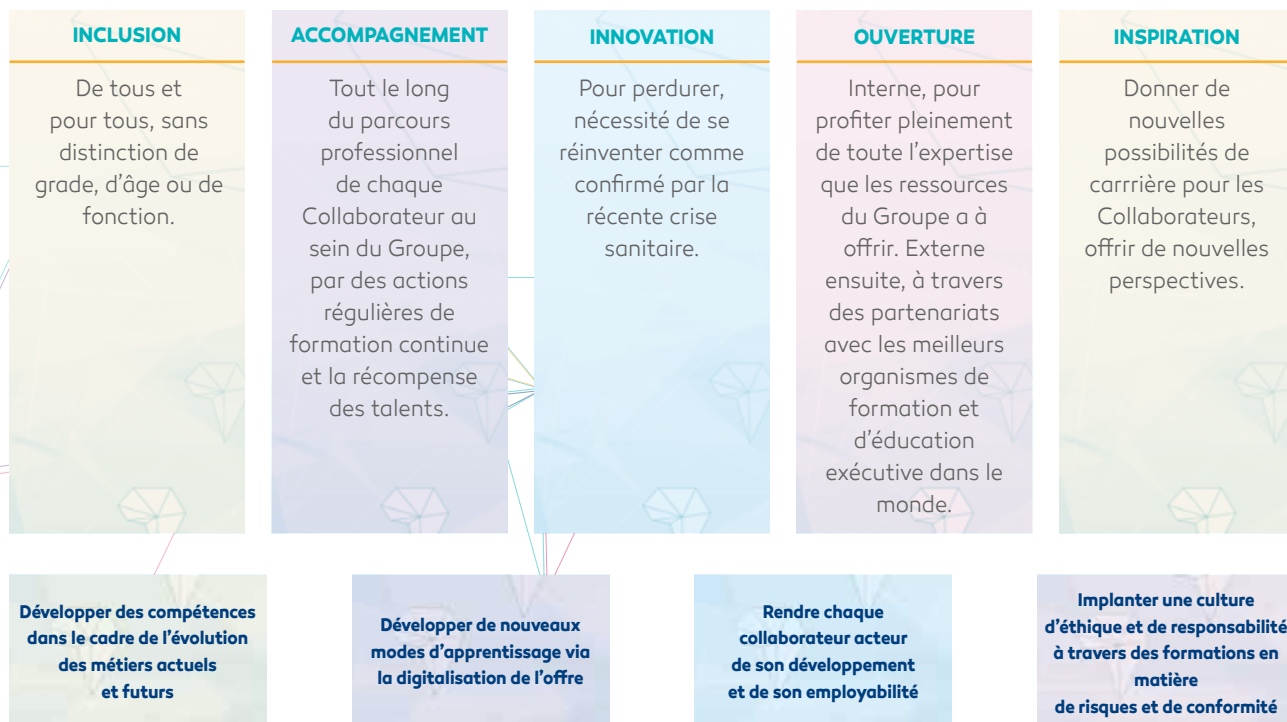 INCLUSION
De tous et
pour tous, sans
distinction de
grade, d'âge ou de
fonction.
ACCOMPAGNEMENT
Tout le long
du parcours
professionnel
de chaque
Collaborateur au
sein du Groupe,
par des actions
régulières de
formation continue
et la récompense
des talents.
INNOVATION
Pour perdurer,
nécessité de se
réinventer comme
confirmé par la
récente crise
sanitaire.
OUVERTURE
Interne, pour
profiter pleinement
de toute l'expertise
que les ressources
du Groupe a à
offrir. Externe
ensuite, à travers
des partenariats
avec les meilleurs
organismes de
formation et
d'éducation
exécutive dans le
monde.
INSPIRATION
Donner de
nouvelles
possibilités de
carrrière pour les
Collaborateurs,
offrir de nouvelles
perspectives.
Développer des compétences
dans le cadre de l'évolution
des métiers actuels
et futurs
Développer de nouveaux
modes d'apprentissage via
la digitalisation de l'offre
Rendre chaque
collaborateur acteur
de son développement
et de son employabilité
Implanter une culture
d'éthique et de responsabilité
à travers des formations en
matière
de risques et de conformité